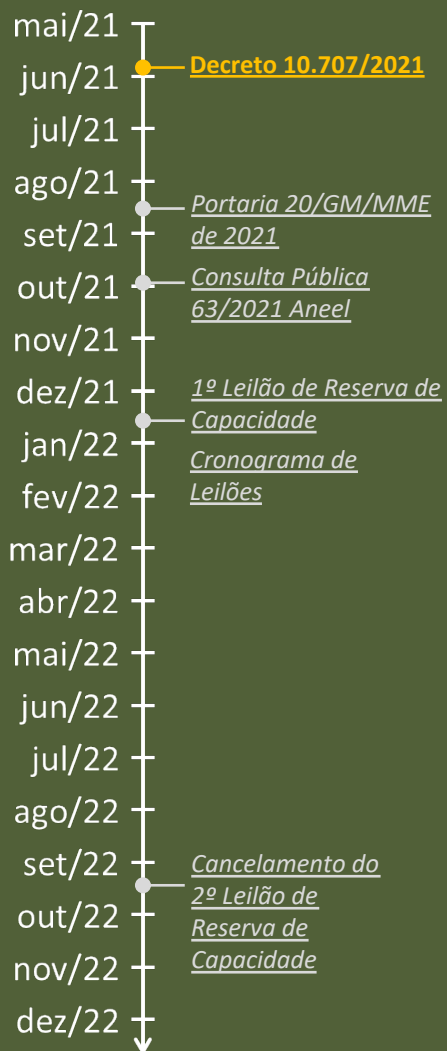 mai/21
Decreto 10.707/2021
jun/21
jul/21
ago/21
Portaria 20/GM/MME
de 2021
set/21
Consulta Pública
63/2021 Aneel
out/21
nov/21
dez/21
1º Leilão de Reserva de
Capacidade
jan/22
Cronograma de
Leilões
fev/22
mar/22
abr/22
mai/22
jun/22
jul/22
ago/22
set/22
Cancelamento do
2º Leilão de
Reserva de
Capacidade
out/22
nov/22
dez/22